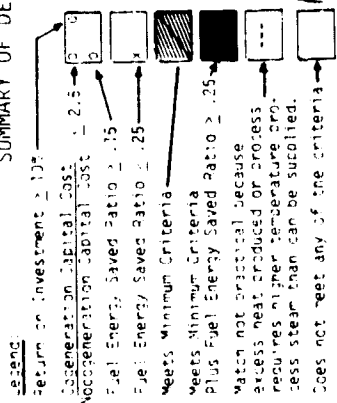 SUMMARY OF DE
Legend:
Return on Investment ≥ 10%
Cogeneration Capital Cost
Nocogeneration Capital Cost ≤ 2.5
Fuel Energy Saved Ratio ≥ .15
Fuel Energy Saved Ratio ≥ .25
Meets Minimum Criteria
Meets Minimum Criteria
Plus Fuel Energy Saved Ratio ≥ .25
Match not practical because
excess heat produced or process
requires higher temperature pro-
cess steam than can be supplied.
Does not meet any of the criteria